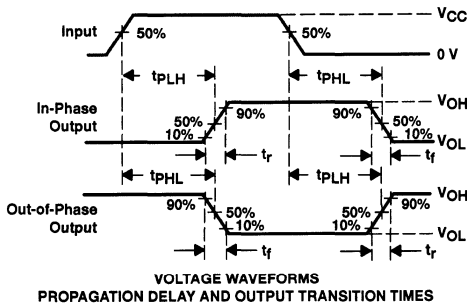 VCC
Input
50%
50%
0 V
tPLH
tPHL
In-Phase
Output
90%
90%
VOH
50%
50%
10%
10%
VOL
tr
tf
tPHL
tPLH
Out-of-Phase
Output
90%
90%
VOH
50%
50%
10%
10%
VOL
tf
tr
VOLTAGE WAVEFORMS
PROPAGATION DELAY AND OUTPUT TRANSITION TIMES